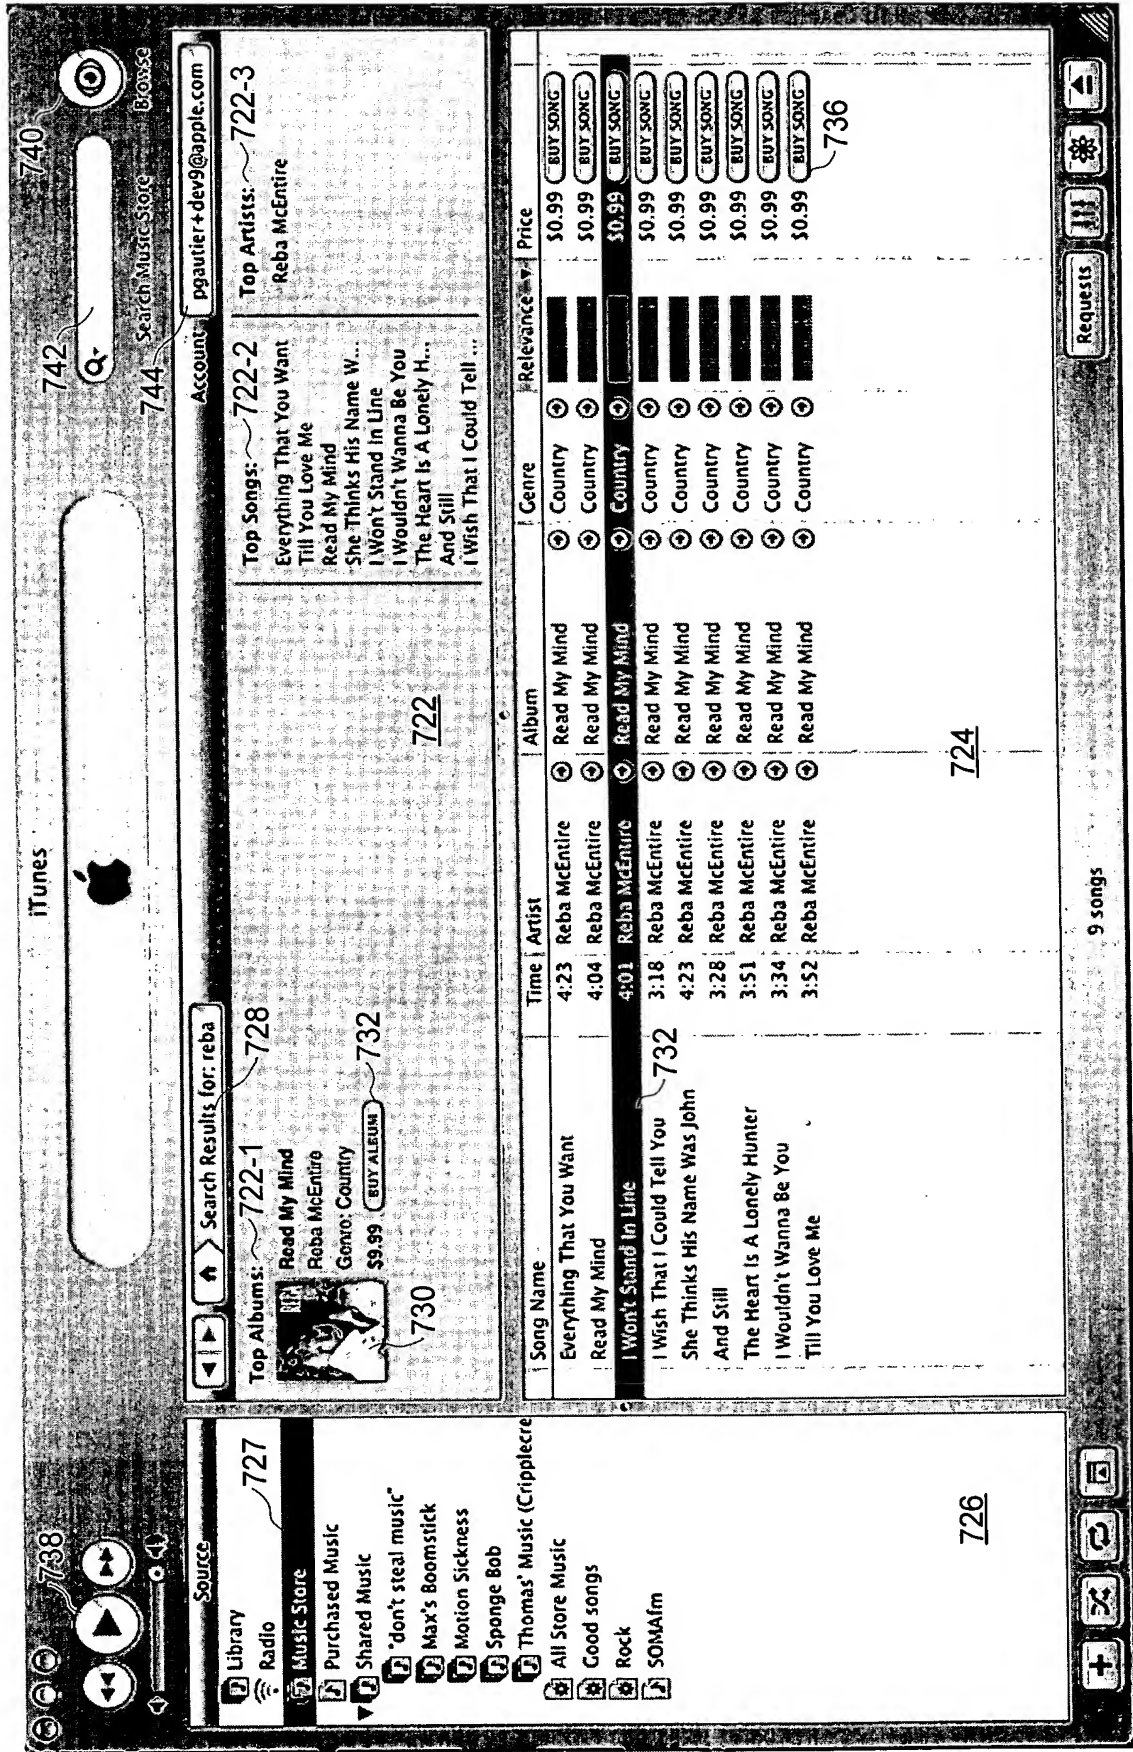 iTunes
738
742
740
Search Music Store
Browse
744
Source
Search Results for: reba
728
Account:
pgautier+dev9@apple.com
Library
Radio
727
Music Store
Purchased Music
Shared Music
"don't steal music"
Max's Boomstick
Motion Sickness
Sponge Bob
Thomas' Music (Cripplecre
All Store Music
Good songs
Rock
SOMAfm
726
Top Albums:
722-1
Read My Mind
Reba McEntire
Genre: Country
$9.99 BUY ALBUM
732
730
722
Top Songs:
722-2
Everything That You Want
Till You Love Me
Read My Mind
She Thinks His Name W...
I Won't Stand In Line
I Wouldn't Wanna Be You
The Heart Is A Lonely H...
And Still
I Wish That I Could Tell ...
Top Artists:
722-3
Reba McEntire
Song Name Time Artist Album Genre Relevance Price
Everything That You Want 4:23 Reba McEntire Read My Mind Country $0.99 BUY SONG
Read My Mind 4:04 Reba McEntire Read My Mind Country $0.99 BUY SONG
I Won't Stand In Line 4:01 Reba McEntire Read My Mind Country $0.99 BUY SONG
I Wish That I Could Tell You 3:18 Reba McEntire Read My Mind Country $0.99 BUY SONG
732
She Thinks His Name Was John 4:23 Reba McEntire Read My Mind Country $0.99 BUY SONG
And Still 3:28 Reba McEntire Read My Mind Country $0.99 BUY SONG
The Heart Is A Lonely Hunter 3:51 Reba McEntire Read My Mind Country $0.99 BUY SONG
I Wouldn't Wanna Be You 3:34 Reba McEntire Read My Mind Country $0.99 BUY SONG
Till You Love Me 3:52 Reba McEntire Read My Mind Country $0.99 BUY SONG
736
724
9 songs
Requests